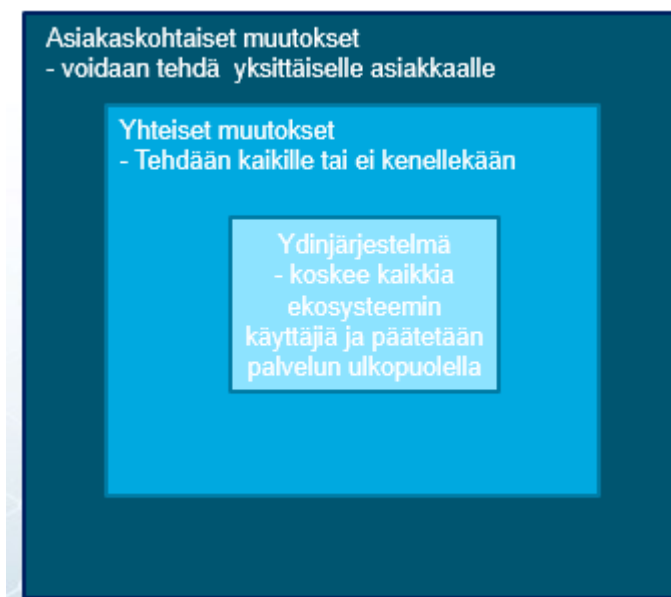 Asiakaskohtaiset muutokset
- voidaan tehdä yksittäiselle asiakkaalle
Yhteiset muutokset
- Tehdään kaikille tai ei kenellekään
Ydinjärjestelmä
- koskee kaikkia
ekosysteemin
käyttäjiä ja päätetään
palvelun ulkopuolella